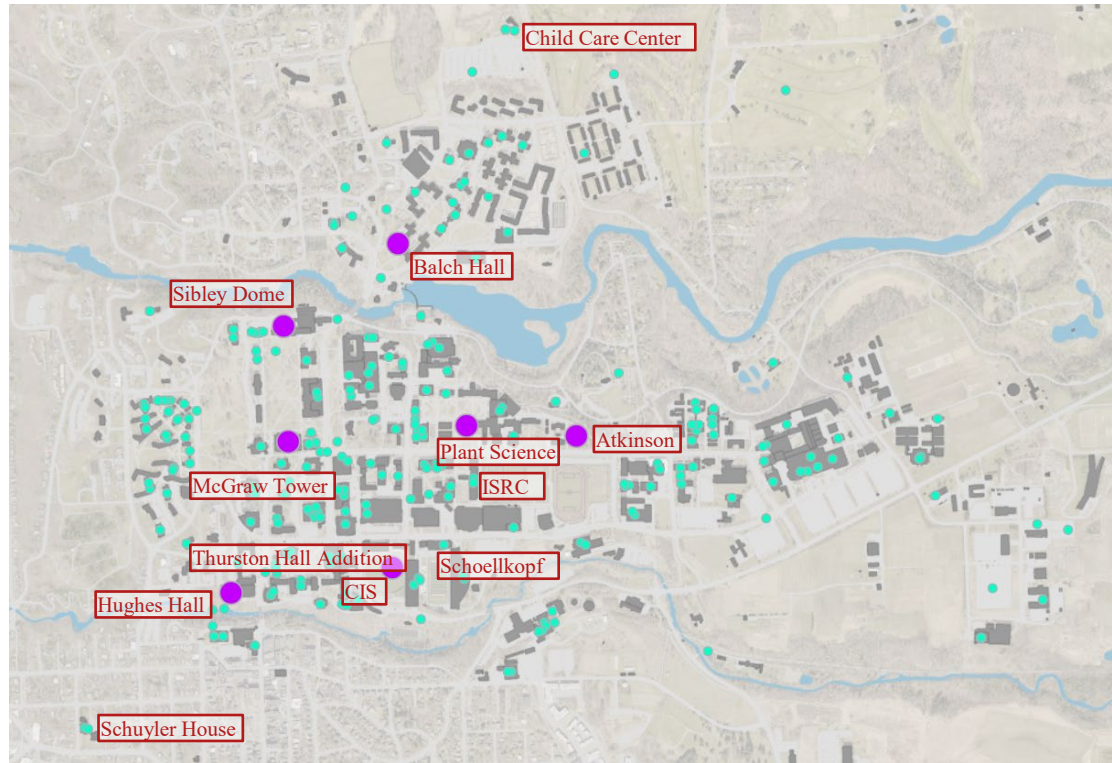 Child Care Center
Balch Hall
Sibley Dome
Atkinson
Plant Science
McGraw Tower
ISRC
Thurston Hall Addition
Schoellkopf
CIS
Hughes Hall
Schuyler House